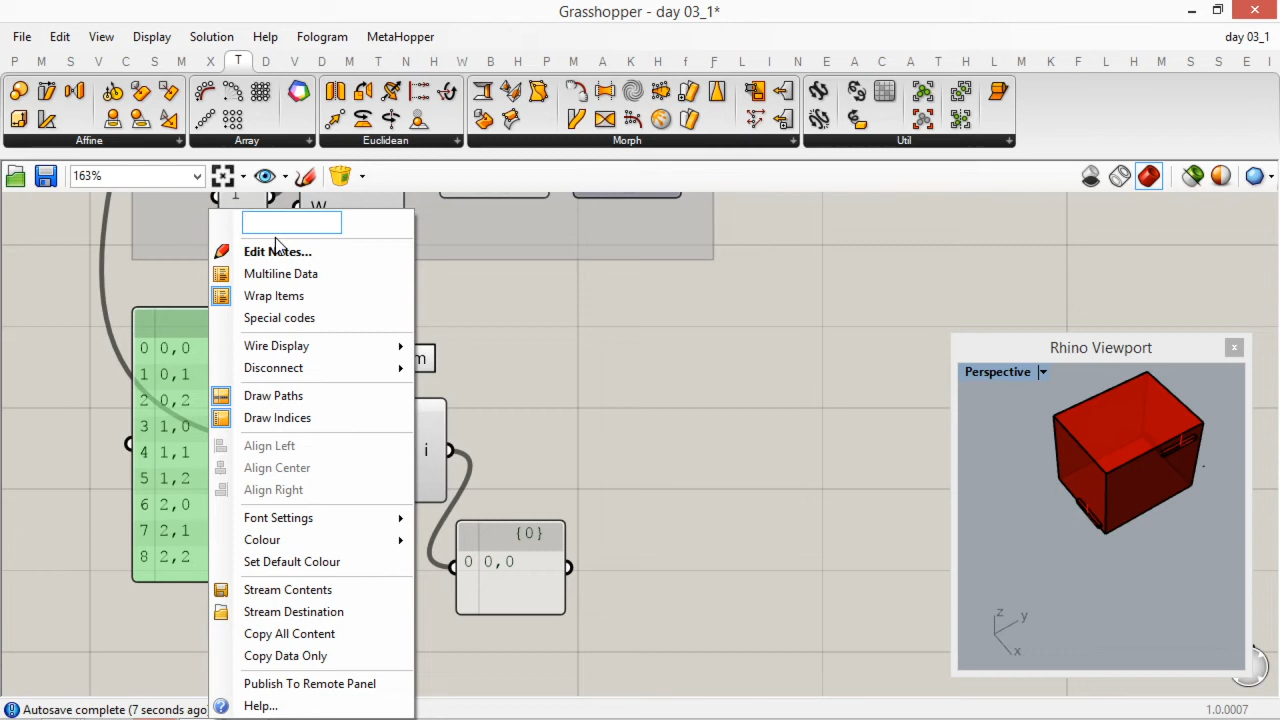 Grasshopper - day 03_1*
File Edit View Display Solution Help Fologram MetaHopper day 03_1
P M S V C S M X S T D V D T N W B H P M A K R L P P F f F L D A A P C M M H L M C S S E I
Affine Array Euclidean Morph Util
163%
1
W
Edit Notes...
Multiline Data
Wrap Items
Special codes
Wire Display
Disconnect
Draw Paths
Draw Indices
Align Left
Align Center
Align Right
Font Settings
Colour
Set Default Colour
Stream Contents
Stream Destination
Copy All Content
Copy Data Only
Publish To Remote Panel
Help...
0 0,0
1 0,1
2 0,2
3 1,0
4 1,1
5 1,2
6 2,0
7 2,1
8 2,2
m
i
{0}
0 0,0
Rhino Viewport
x
Perspective
z
y
x
Autosave complete (7 seconds ago)
1.0.0007